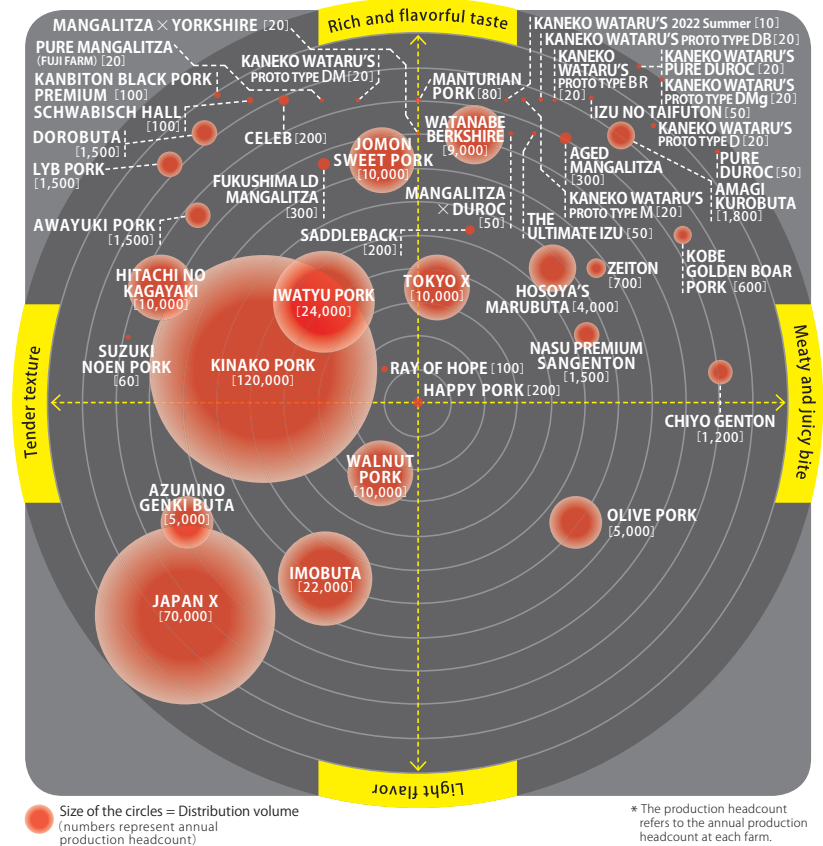 Rich and flavorful taste
MANGALITZA × YORKSHIRE [20]
PURE MANGALITZA
(FUJI FARM) [20]
KANBITON BLACK PORK
PREMIUM [100]
SCHWABISCH HALL
[100]
DOROBUTA
[1,500]
LYB PORK
[1,500]
AWAYUKI PORK
[1,500]
KANEKO WATARU'S
PROTO TYPE DM [20]
CELEB [200]
FUKUSHIMA LD
MANGALITZA
[300]
JOMON
SWEET PORK
[10,000]
MANTURIAN
PORK [80]
WATANABE
BERKSHIRE
[9,000]
MANGALITZA
× DUROC
[50]
SADDLEBACK
[200]
KANEKO WATARU'S 2022 Summer [10]
KANEKO WATARU'S PROTO TYPE DB [20]
KANEKO
WATARU'S
PROTO TYPE BR
[20]
KANEKO WATARU'S
PURE DUROC [20]
KANEKO WATARU'S
PROTO TYPE DMg [20]
IZU NO TAIFUTON [50]
KANEKO WATARU'S
PROTO TYPE D [20]
PURE
DUROC [50]
AMAGI
KUROBUTA
[1,800]
AGED
MANGALITZA
[300]
KANEKO WATARU'S
PROTO TYPE M [20]
THE
ULTIMATE IZU [50]
KOBE
GOLDEN BOAR
PORK [600]
ZEITON
[700]
HOSOYA'S
MARUBUTA [4,000]
TOKYO X
[10,000]
HITACHI NO
KAGAYAKI
[10,000]
IWATYU PORK
[24,000]
SUZUKI
NOEN PORK
[60]
KINAKO PORK
[120,000]
RAY OF HOPE [100]
HAPPY PORK [200]
NASU PREMIUM
SANGENTON
[1,500]
CHIYO GENTON
[1,200]
Tender texture
Meaty and juicy bite
WALNUT
PORK
[10,000]
AZUMINO
GENKI BUTA
[5,000]
OLIVE PORK
[5,000]
IMOBUTA
[22,000]
JAPAN X
[70,000]
Light flavor
Size of the circles = Distribution volume
(numbers represent annual
production headcount)
* The production headcount
refers to the annual production
headcount at each farm.